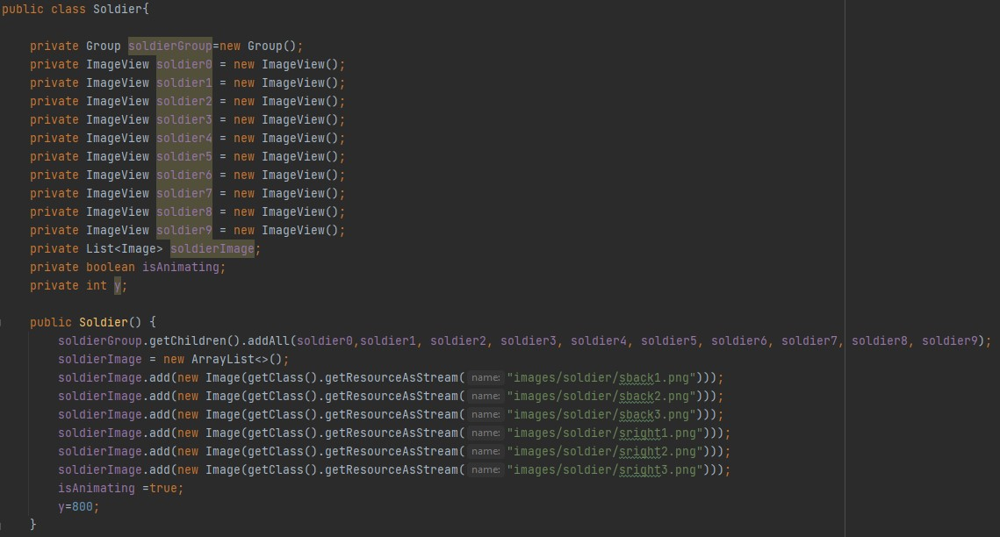 public class Soldier{
private Group soldierGroup=new Group();
private ImageView soldier0 = new ImageView();
private ImageView soldier1 = new ImageView();
private ImageView soldier2 = new ImageView();
private ImageView soldier3 = new ImageView();
private ImageView soldier4 = new ImageView();
private ImageView soldier5 = new ImageView();
private ImageView soldier6 = new ImageView();
private ImageView soldier7 = new ImageView();
private ImageView soldier8 = new ImageView();
private ImageView soldier9 = new ImageView();
private List<Image> soldierImage;
private boolean isAnimating;
private int y;
public Soldier() {
soldierGroup.getChildren().addAll(soldier0,soldier1, soldier2, soldier3, soldier4, soldier5, soldier6, soldier7, soldier8, soldier9);
soldierImage = new ArrayList<>();
soldierImage.add(new Image(getClass().getResourceAsStream( name: "images/soldier/sback1.png")));
soldierImage.add(new Image(getClass().getResourceAsStream( name: "images/soldier/sback2.png")));
soldierImage.add(new Image(getClass().getResourceAsStream( name: "images/soldier/sback3.png")));
soldierImage.add(new Image(getClass().getResourceAsStream( name: "images/soldier/sright1.png")));
soldierImage.add(new Image(getClass().getResourceAsStream( name: "images/soldier/sright2.png")));
soldierImage.add(new Image(getClass().getResourceAsStream( name: "images/soldier/sright3.png")));
isAnimating =true;
y=800;
}